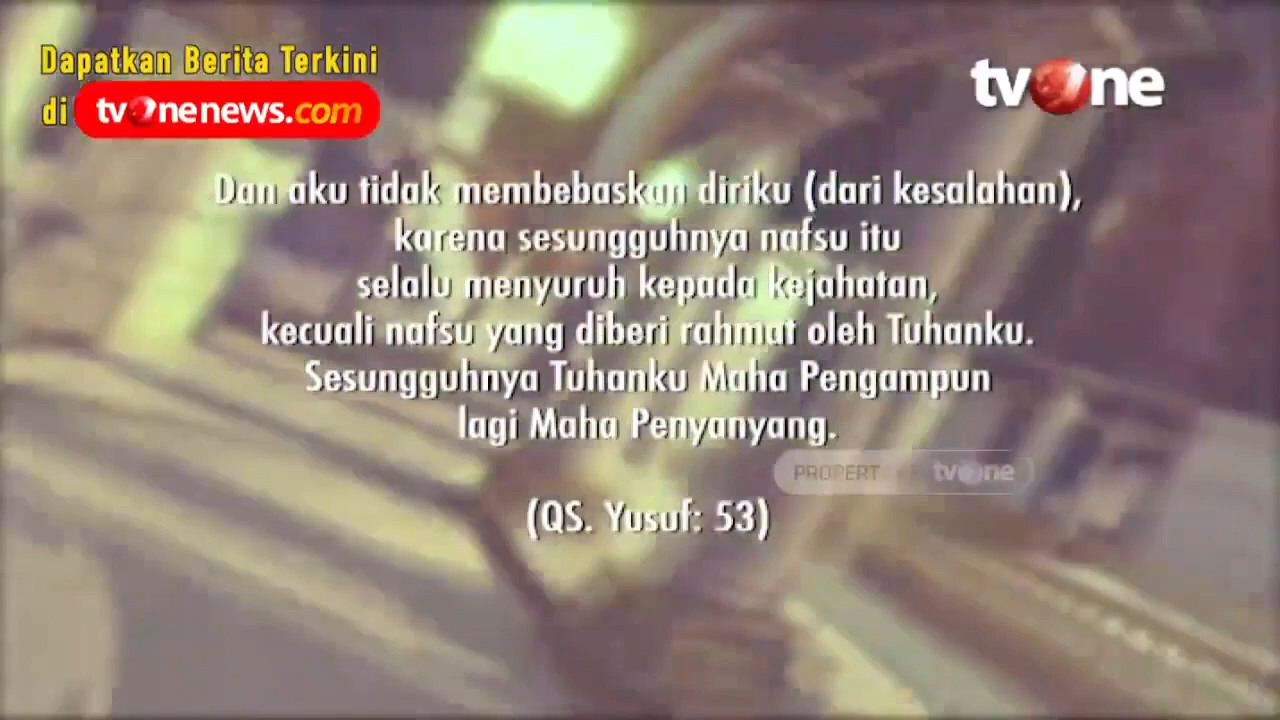 Dapatkan Berita Terkini
di tvonenews.com
tvone
Dan aku tidak membebaskan diriku (dari kesalahan),
karena sesungguhnya nafsu itu
selalu menyuruh kepada kejahatan,
kecuali nafsu yang diberi rahmat oleh Tuhanku.
Sesungguhnya Tuhanku Maha Pengampun
lagi Maha Penyanyang.
PROPERT tvone
(QS. Yusuf: 53)